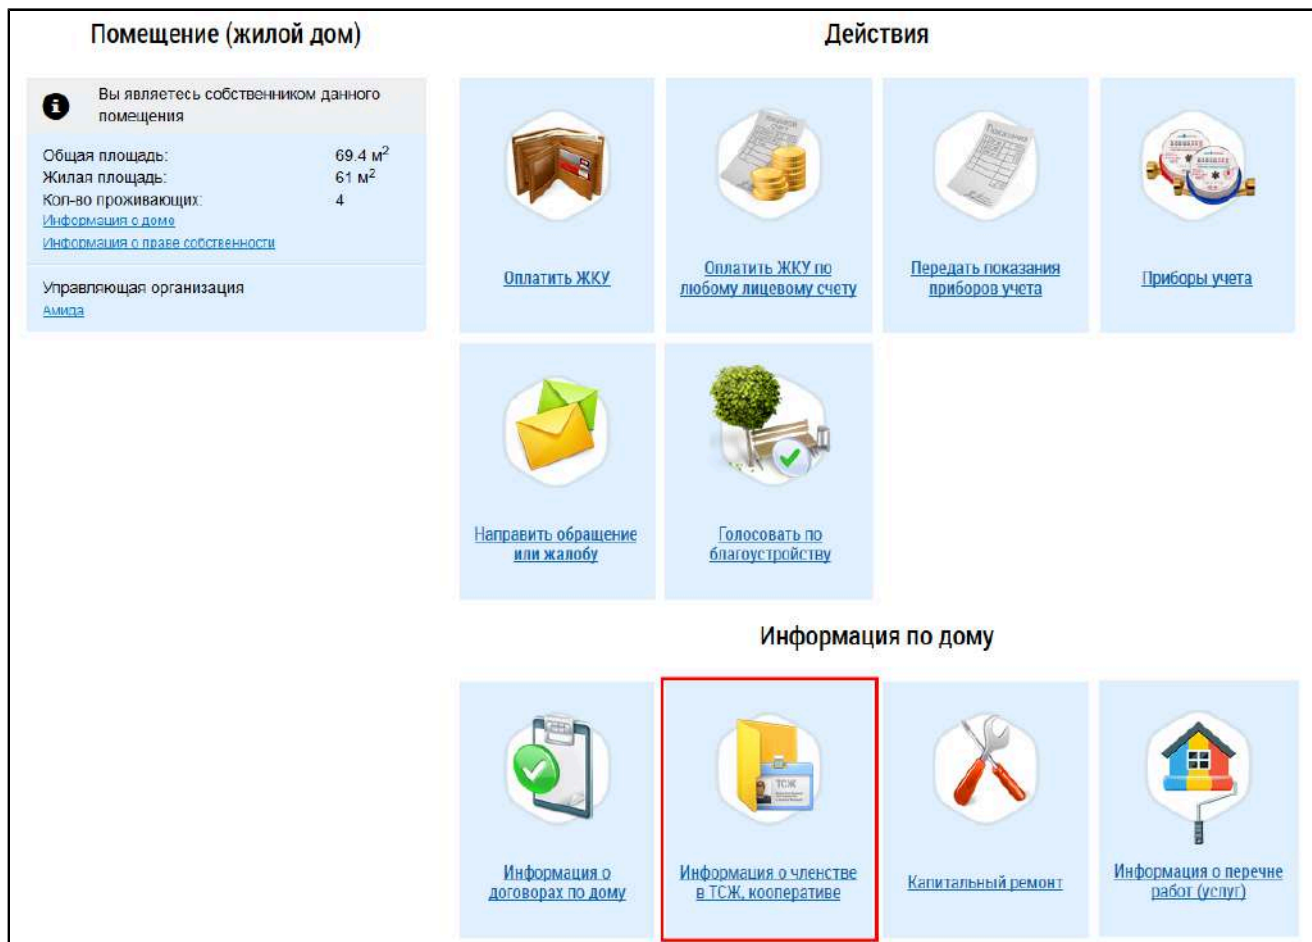 Помещение (жилой дом)
Действия
Вы являетесь собственником данного
помещения
Общая площадь: 69.4 м²
Жилая площадь: 61 м²
Кол-во проживающих: 4
Информация о доме
Информация о праве собственности
Управляющая организация
Амида
Оплатить ЖКУ
Оплатить ЖКУ по
любому лицевому счету
Показания
Передать показания
приборов учета
Приборы учета
Направить обращение
или жалобу
Голосовать по
благоустройству
Информация по дому
Информация о
договорах по дому
ТСЖ
Информация о членстве
в ТСЖ, кооперативе
Капитальный ремонт
Информация о перечне
работ (услуг)